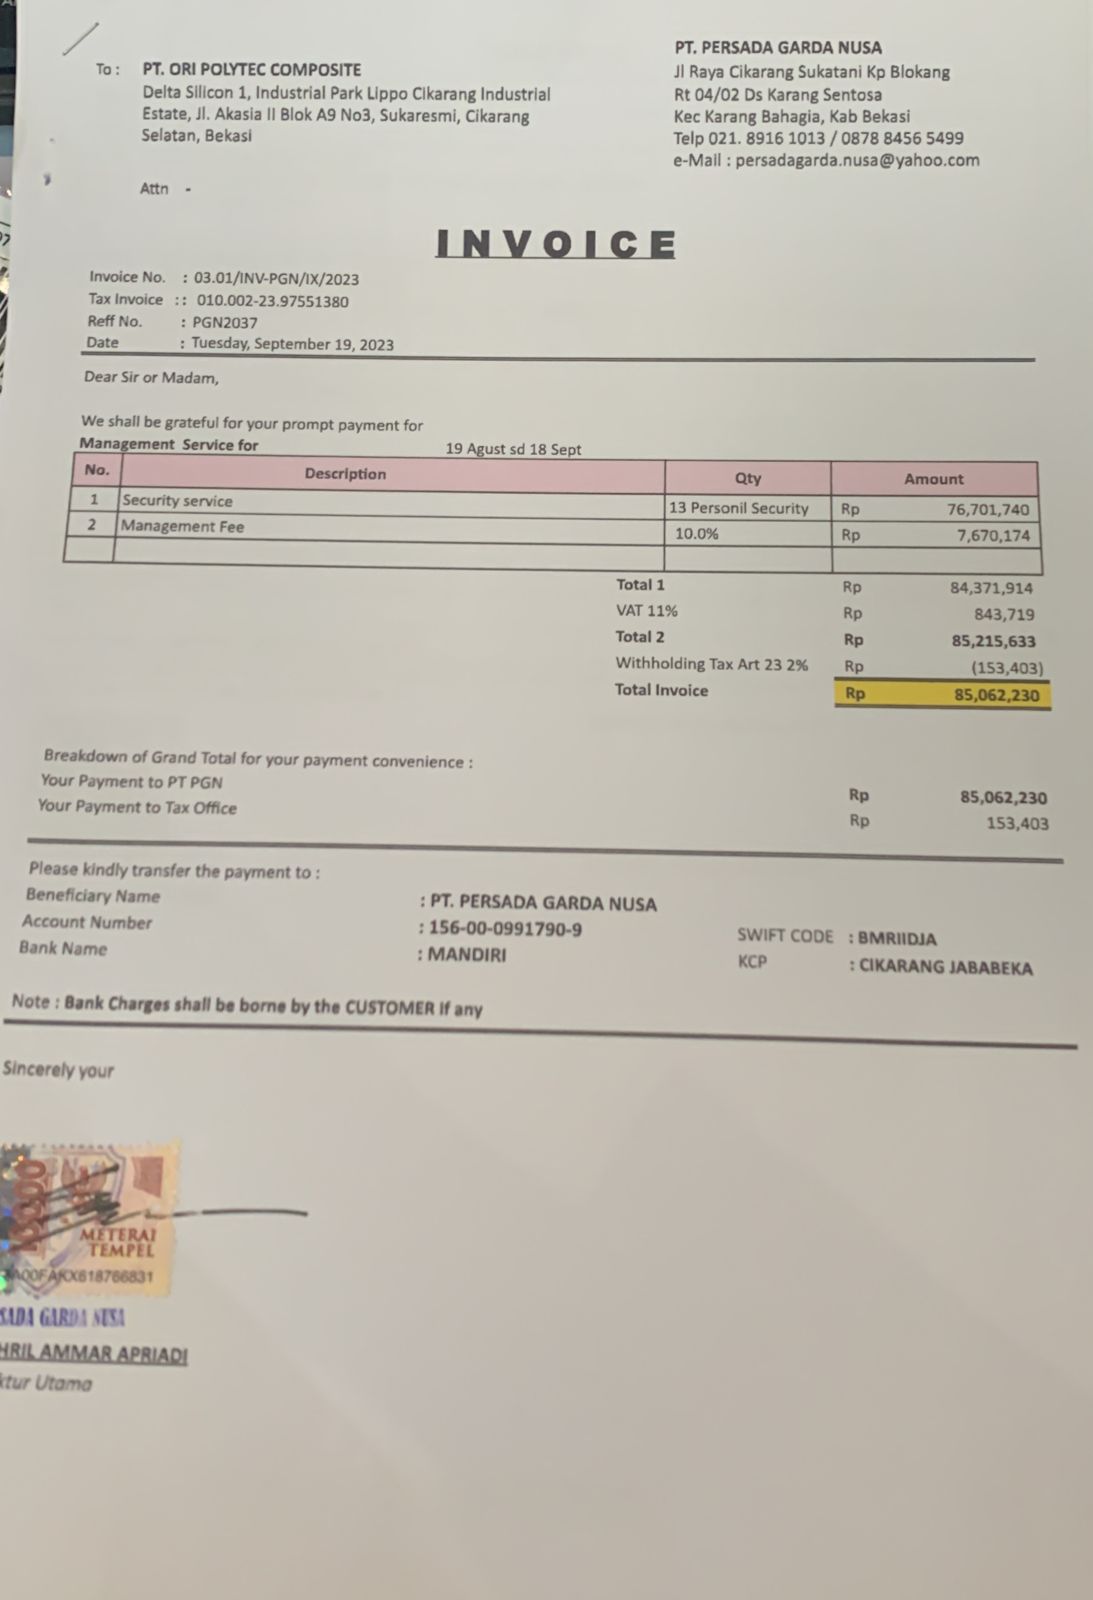 To : PT. ORI POLYTEC COMPOSITE
Delta Silicon 1, Industrial Park Lippo Cikarang Industrial
Estate, Jl. Akasia II Blok A9 No3, Sukaresmi, Cikarang
Selatan, Bekasi
Attn -
PT. PERSADA GARDA NUSA
Jl Raya Cikarang Sukatani Kp Blokang
Rt 04/02 Ds Karang Sentosa
Kec Karang Bahagia, Kab Bekasi
Telp 021. 8916 1013 / 0878 8456 5499
e-Mail : persadagarda.nusa@yahoo.com
INVOICE
Invoice No. : 03.01/INV-PGN/IX/2023
Tax Invoice :: 010.002-23.97551380
Reff No. : PGN2037
Date : Tuesday, September 19, 2023
Dear Sir or Madam,
We shall be grateful for your prompt payment for
Management Service for 19 Agust sd 18 Sept
No. Description Qty Amount
1 Security service 13 Personil Security Rp 76,701,740
2 Management Fee 10.0% Rp 7,670,174
Total 1 Rp 84,371,914
VAT 11% Rp 843,719
Total 2 Rp 85,215,633
Withholding Tax Art 23 2% Rp (153,403)
Total Invoice Rp 85,062,230
Breakdown of Grand Total for your payment convenience :
Your Payment to PT PGN Rp 85,062,230
Your Payment to Tax Office Rp 153,403
Please kindly transfer the payment to :
Beneficiary Name : PT. PERSADA GARDA NUSA
Account Number : 156-00-0991790-9 SWIFT CODE : BMRIIDJA
Bank Name : MANDIRI KCP : CIKARANG JABABEKA
Note : Bank Charges shall be borne by the CUSTOMER if any
Sincerely your
METERAI
TEMPEL
GARDA NUSA
AMMAR APRIADI
Utama